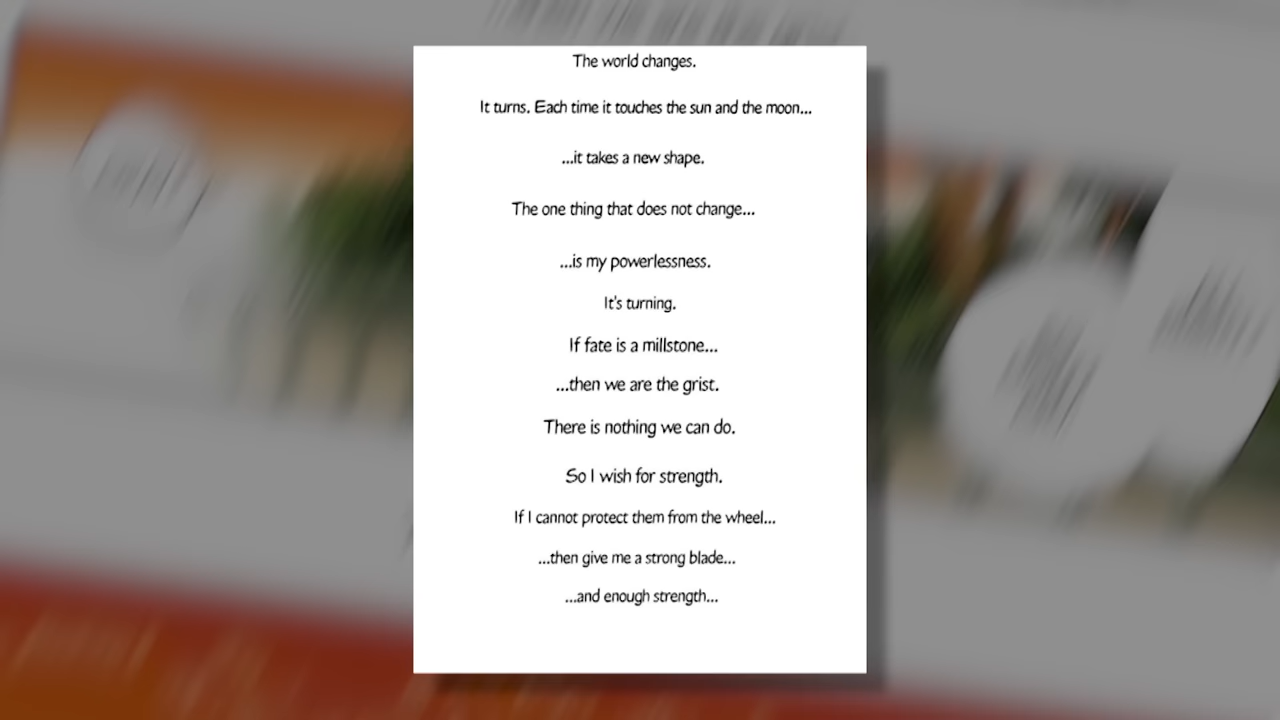 The world changes.
It turns. Each time it touches the sun and the moon...
...it takes a new shape.
The one thing that does not change...
...is my powerlessness.
It's turning.
If fate is a millstone...
...then we are the grist.
There is nothing we can do.
So I wish for strength.
If I cannot protect them from the wheel...
...then give me a strong blade...
...and enough strength...